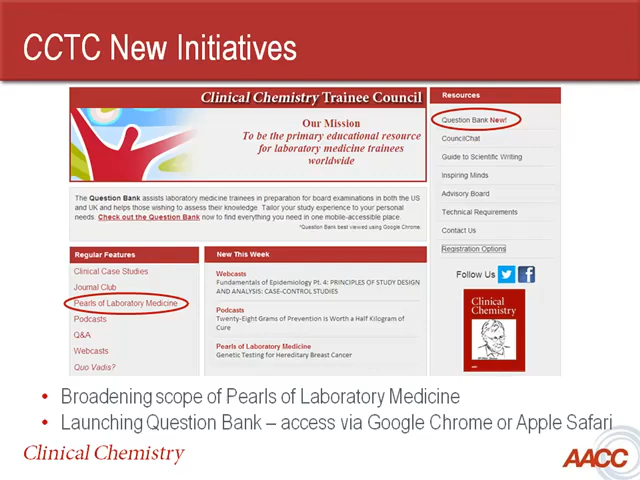 CCTC New Initiatives
Clinical Chemistry Trainee Council
Our Mission
To be the primary educational resource
for laboratory medicine trainees
worldwide
The Question Bank assists laboratory medicine trainees in preparation for board examinations in both the US
and UK and helps those wishing to assess their knowledge. Tailor your study experience to your personal
needs. Check out the Question Bank now to find everything you need in one mobile-accessible place.
*Question Bank best viewed using Google Chrome.
Regular Features
Clinical Case Studies
Journal Club
Pearls of Laboratory Medicine
Podcasts
Q&A
Webcasts
Quo Vadis?
New This Week
Webcasts
Fundamentals of Epidemiology Pt. 4: PRINCIPLES OF STUDY DESIGN
AND ANALYSIS: CASE-CONTROL STUDIES
Podcasts
Twenty-Eight Grams of Prevention Is Worth a Half Kilogram of
Cure
Pearls of Laboratory Medicine
Genetic Testing for Hereditary Breast Cancer
Resources
Question Bank New!
CouncilChat
Guide to Scientific Writing
Inspiring Minds
Advisory Board
Technical Requirements
Contact Us
Registration Options
Follow Us
Clinical
Chemistry
• Broadening scope of Pearls of Laboratory Medicine
• Launching Question Bank – access via Google Chrome or Apple Safari
Clinical Chemistry
AACC